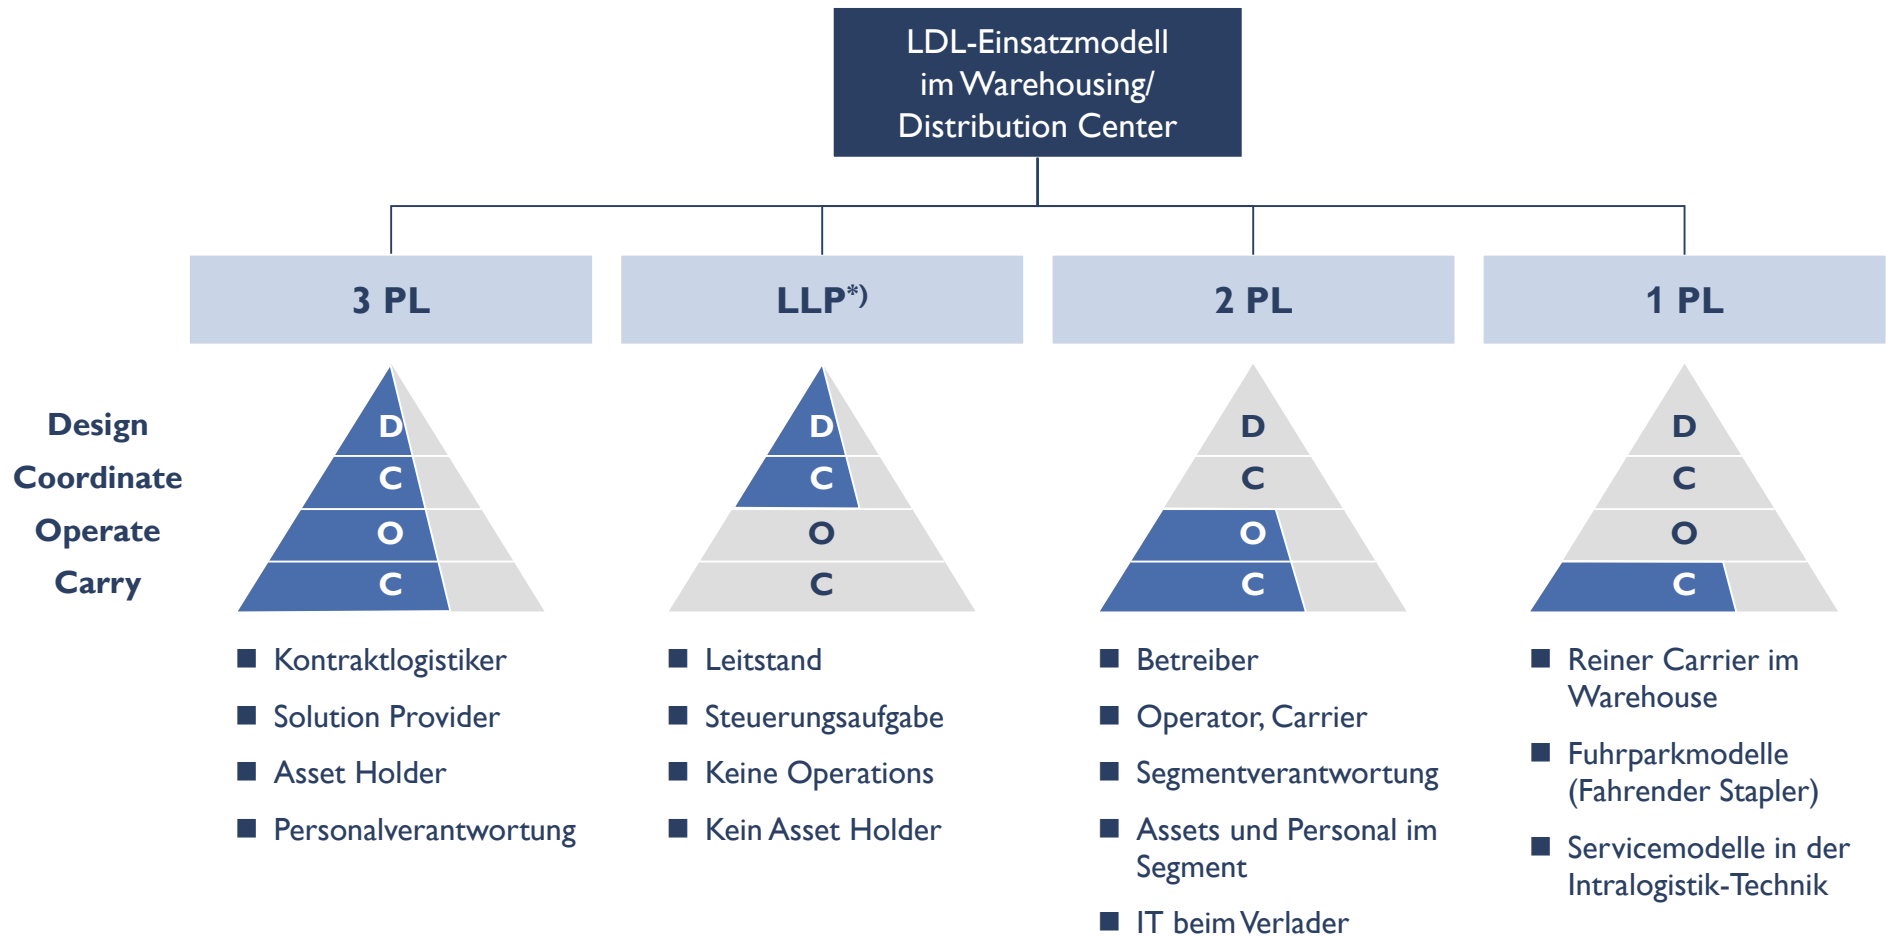 LDL-Einsatzmodell
im Warehousing/
Distribution Center
3 PL
LLP*)
2 PL
1 PL
Design
Coordinate
Operate
Carry
D
C
O
C
D
C
O
C
D
C
O
C
D
C
O
C
Kontraktlogistiker
Solution Provider
Asset Holder
Personalverantwortung
Leitstand
Steuerungsaufgabe
Keine Operations
Kein Asset Holder
Betreiber
Operator, Carrier
Segmentverantwortung
Assets und Personal im
Segment
IT beim Verlader
Reiner Carrier im
Warehouse
Fuhrparkmodelle
(Fahrender Stapler)
Servicemodelle in der
Intralogistik-Technik